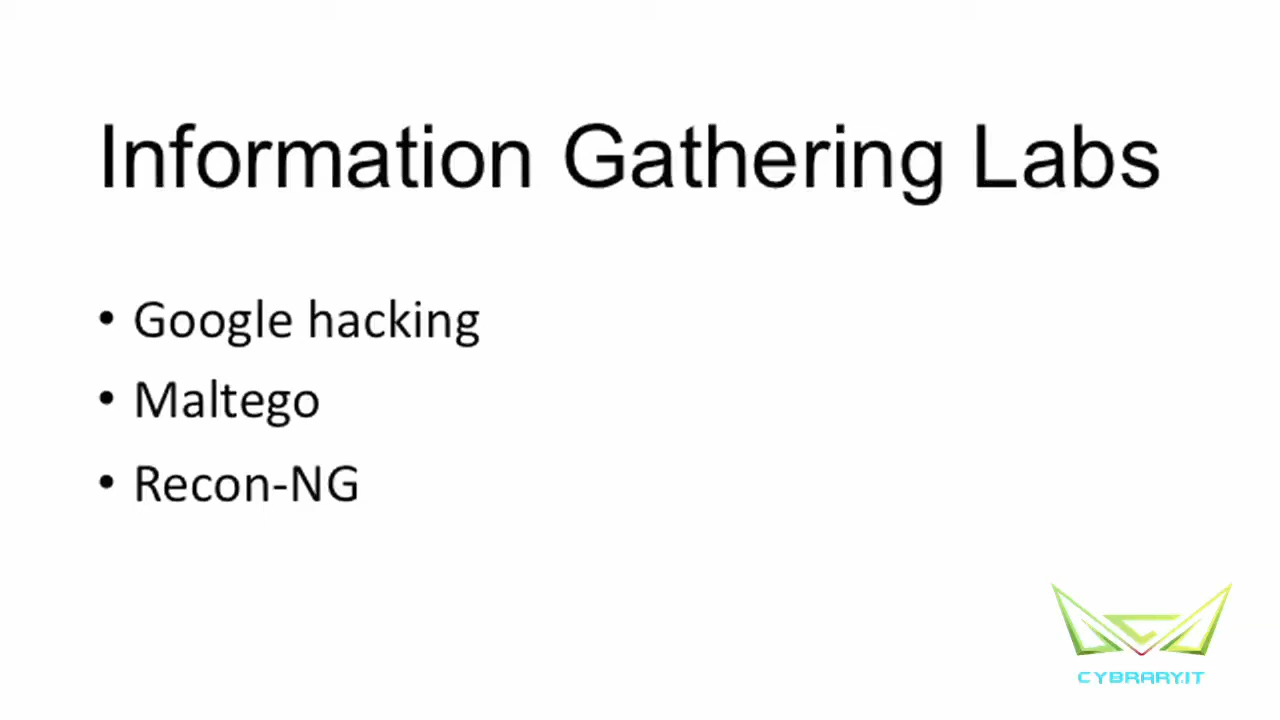 Information Gathering Labs
• Google hacking
• Maltego
• Recon-NG
CYBRARY.IT